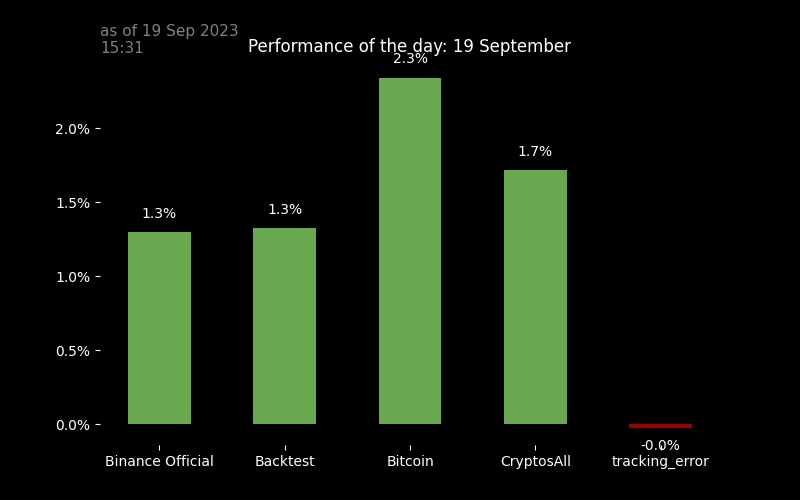 as of 19 Sep 2023
15:31
Performance of the day: 19 September
2.3%
2.0%
1.7%
1.5%
1.3%
1.3%
1.0%
0.5%
0.0%
-0.0%
Binance Official
Backtest
Bitcoin
CryptosAll
tracking_error